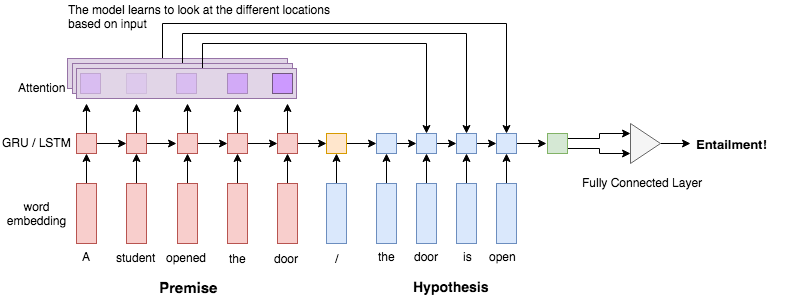 The model learns to look at the different locations
based on input
Attention
GRU / LSTM
Entailment!
Fully Connected Layer
word
embedding
A student opened the door / the door is open
Premise Hypothesis